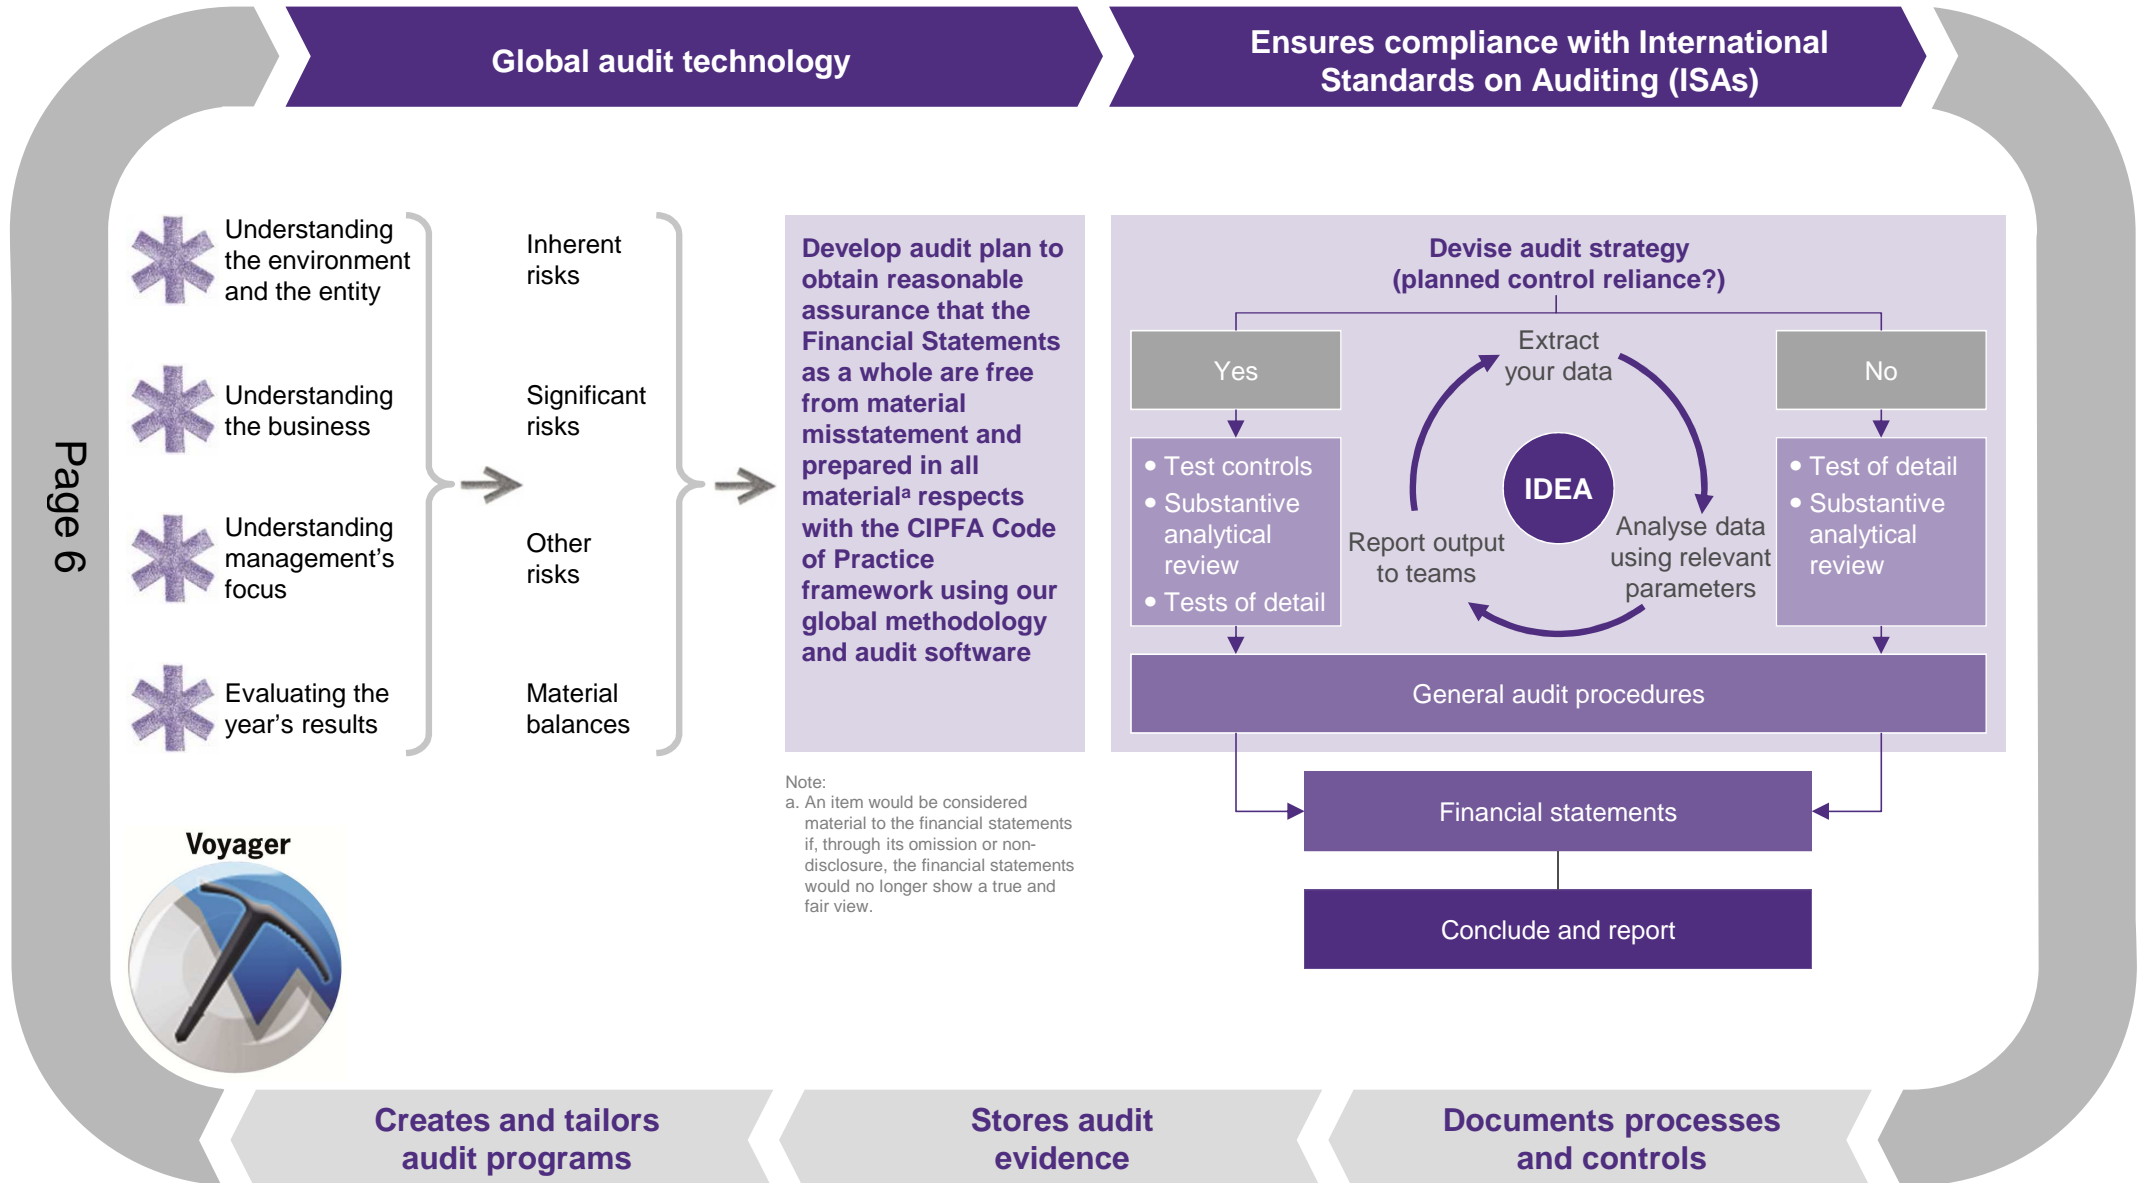 Global audit technology
Ensures compliance with International
Standards on Auditing (ISAs)
Page 6
Understanding
the environment
and the entity
Understanding
the business
Understanding
management’s
focus
Evaluating the
year’s results
Inherent
risks
Significant
risks
Other
risks
Material
balances
Develop audit plan to
obtain reasonable
assurance that the
Financial Statements
as a whole are free
from material
misstatement and
prepared in all
materialᵃ respects
with the CIPFA Code
of Practice
framework using our
global methodology
and audit software
Note:
a. An item would be considered
material to the financial statements
if, through its omission or non-
disclosure, the financial statements
would no longer show a true and
fair view.
Devise audit strategy
(planned control reliance?)
Yes
• Test controls
• Substantive
analytical
review
• Tests of detail
Extract
your data
IDEA
Analyse data
using relevant
parameters
Report output
to teams
No
• Test of detail
• Substantive
analytical
review
General audit procedures
Financial statements
Conclude and report
Voyager
Creates and tailors
audit programs
Stores audit
evidence
Documents processes
and controls